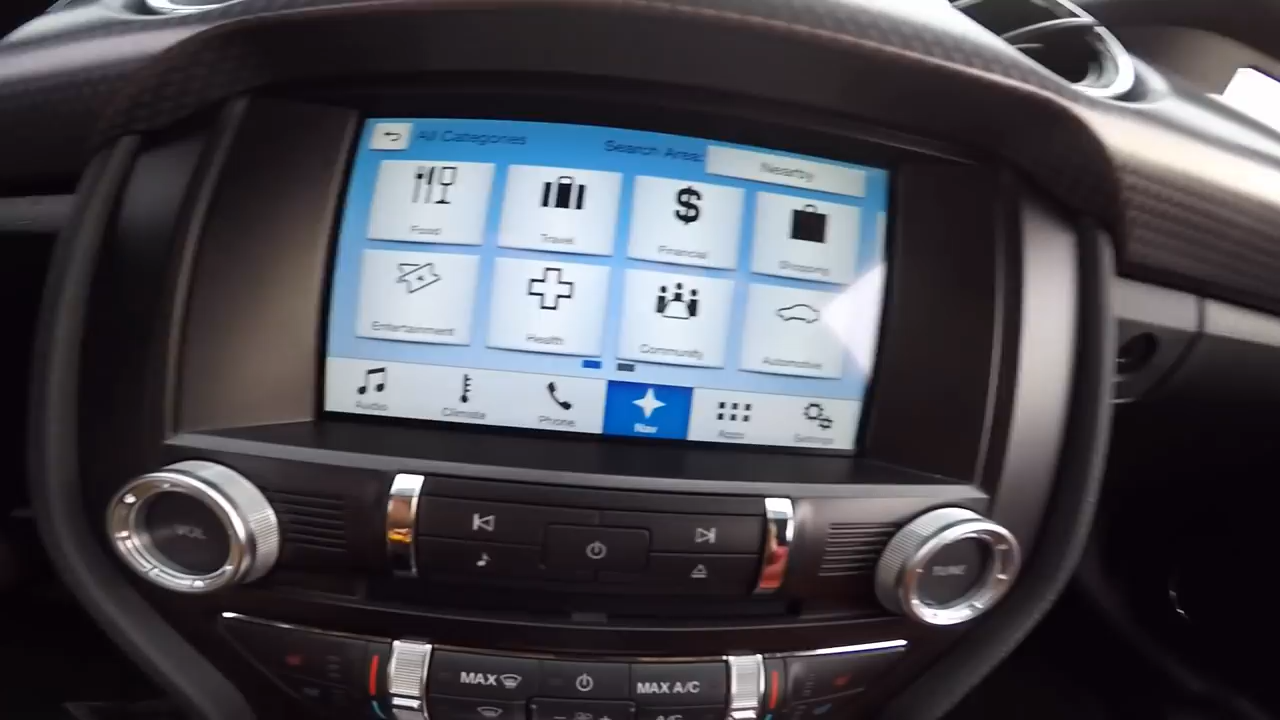 All Categories
Search Area:
Nearby
Food
Travel
Financial
Shopping
Entertainment
Health
Community
Automotive
Audio
Climate
Phone
Nav
Apps
Settings
VOL
TUNE
MAX
MAX A/C
A/C